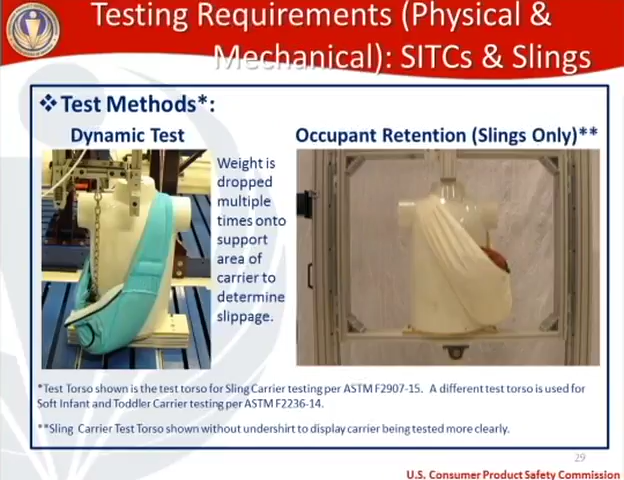 Testing Requirements (Physical &
Mechanical): SITCs & Slings
❖Test Methods*:
Dynamic Test
Occupant Retention (Slings Only)**
Weight is
dropped
multiple
times onto
support
area of
carrier to
determine
slippage.
*Test Torso shown is the test torso for Sling Carrier testing per ASTM F2907-15. A different test torso is used for
Soft Infant and Toddler Carrier testing per ASTM F2236-14.
**Sling Carrier Test Torso shown without undershirt to display carrier being tested more clearly.
29
U.S. Consumer Product Safety Commission